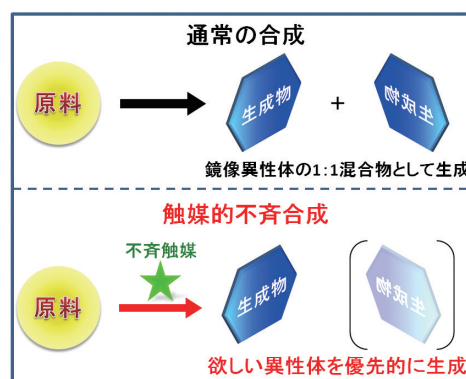 通常の合成
原料
生成物
+
生成物
鏡像異性体の1:1混合物として生成
触媒的不斉合成
不斉触媒
原料
生成物
生成物
欲しい異性体を優先的に生成